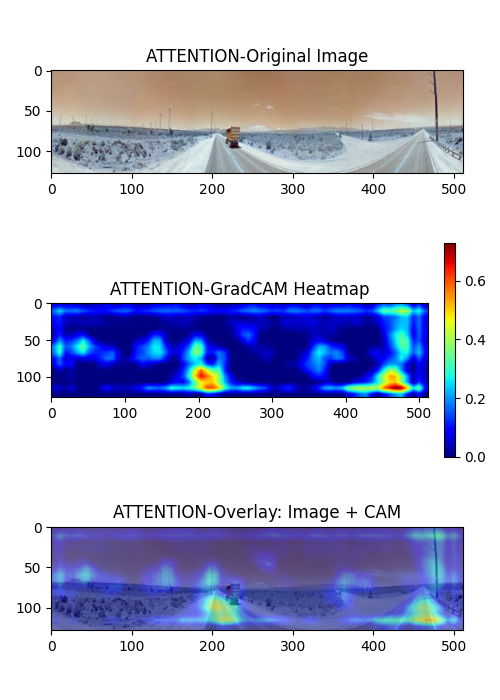 ATTENTION-Original Image
0
50
100
0 100 200 300 400 500
ATTENTION-GradCAM Heatmap
0
50
100
0 100 200 300 400 500
0.6
0.4
0.2
0.0
ATTENTION-Overlay: Image + CAM
0
50
100
0 100 200 300 400 500